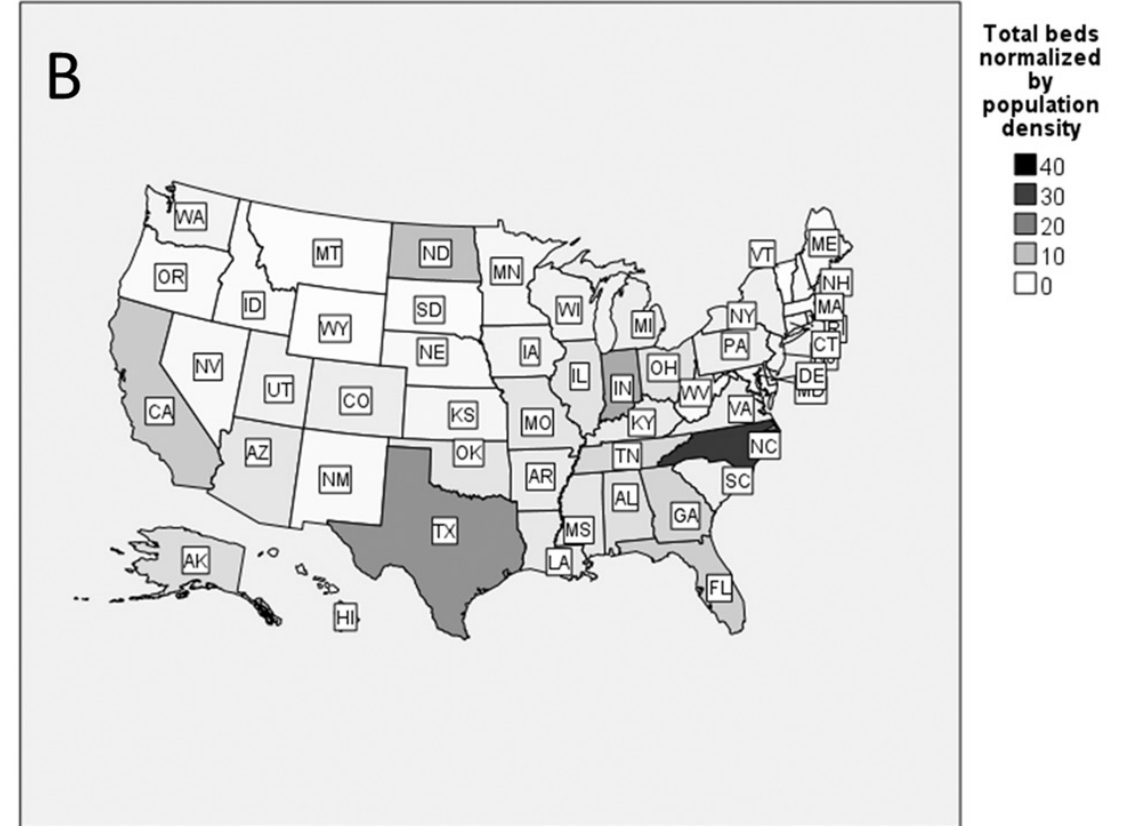 B
Total beds
normalized
by
population
density
40
30
20
10
0
WA
MT
ND
MN
ME
VT
OR
ID
SD
WI
NH
MA
WY
MI
NY
CT
NV
NE
IA
PA
UT
CO
IL
IN
OH
DE
MD
CA
KS
MO
WV
VA
KY
AZ
OK
TN
NC
NM
AR
SC
AL
GA
TX
MS
LA
AK
FL
HI